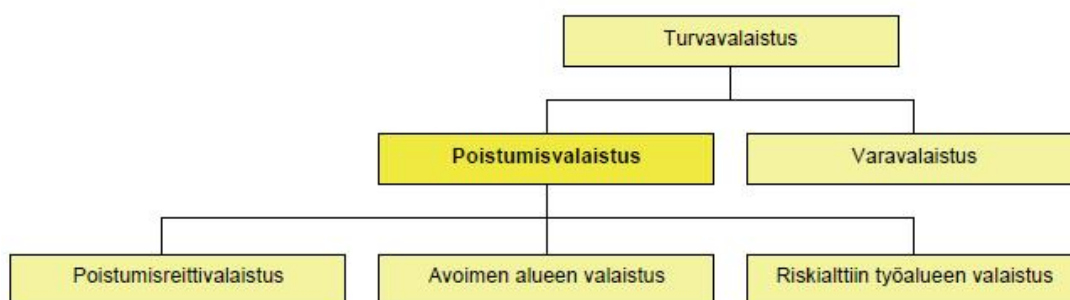 Turvavalaistus
Poistumisvalaistus
Varavalaistus
Poistumisreittivalaistus
Avoimen alueen valaistus
Riskialttiin työalueen valaistus